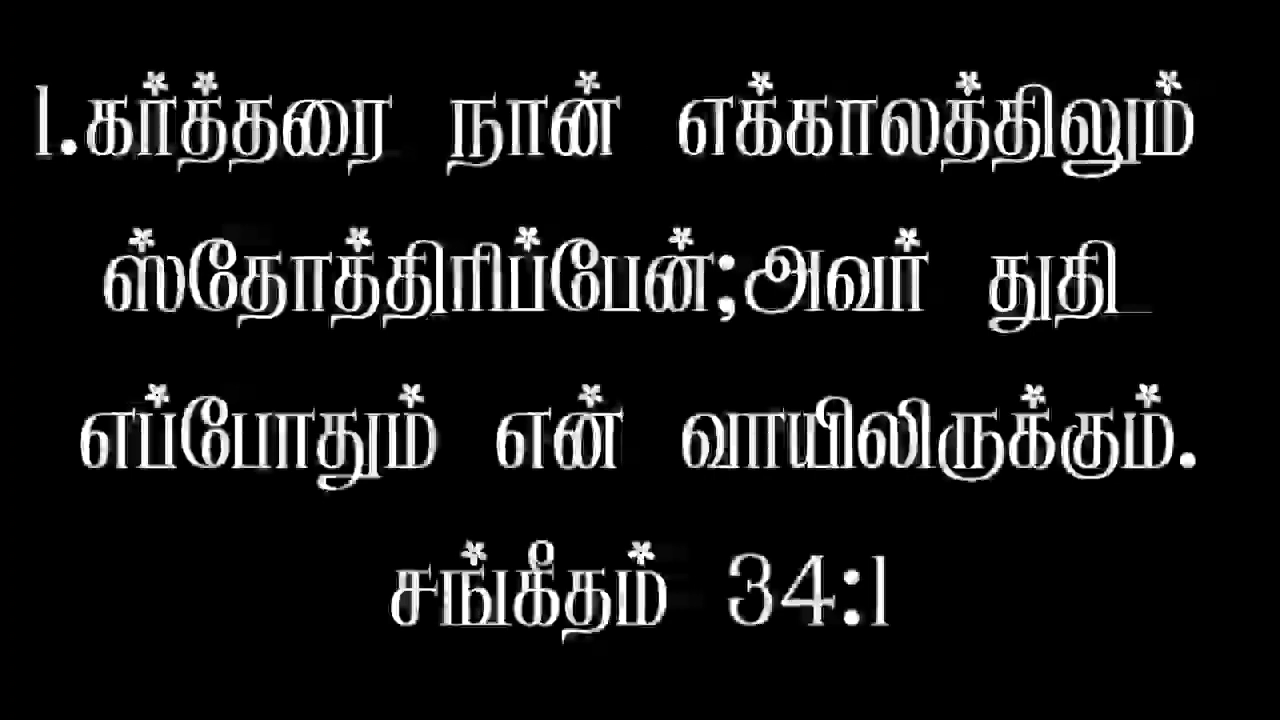 1.கர்த்தரை நான் எக்காலத்திலும்
ஸ்தோத்திரிப்பேன்;அவர் துதி
எப்போதும் என் வாயிலிருக்கும்.
சங்கீதம் 34:1